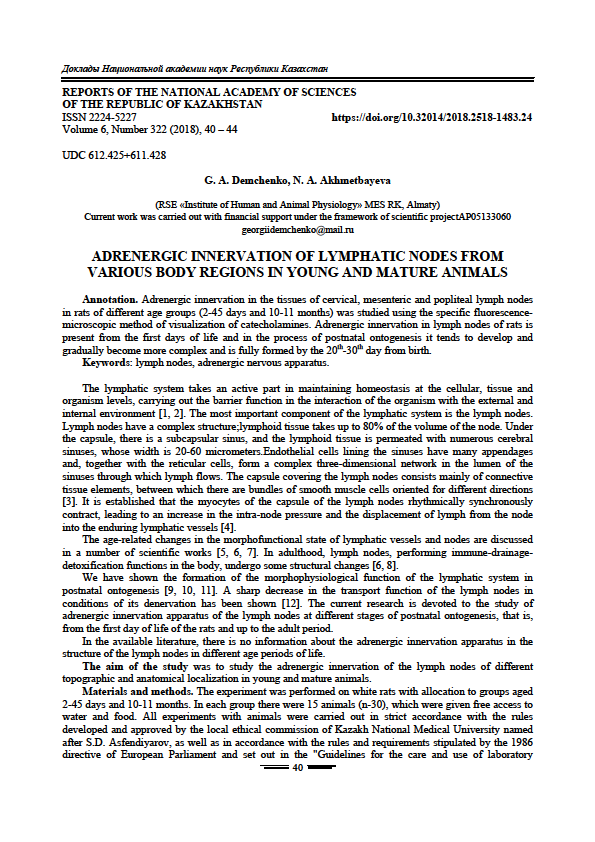 Доклады Национальной академии наук Республики Казахстан
REPORTS OF THE NATIONAL ACADEMY OF SCIENCES
OF THE REPUBLIC OF KAZAKHSTAN
ISSN 2224-5227 https://doi.org/10.32014/2018.2518-1483.24
Volume 6, Number 322 (2018), 40 – 44
UDC 612.425+611.428
G. A. Demchenko, N. A. Akhmetbayeva
(RSE «Institute of Human and Animal Physiology» MES RK, Almaty)
Current work was carried out with financial support under the framework of scientific projectAP05133060
georgiidemchenko@mail.ru
ADRENERGIC INNERVATION OF LYMPHATIC NODES FROM
VARIOUS BODY REGIONS IN YOUNG AND MATURE ANIMALS
Annotation. Adrenergic innervation in the tissues of cervical, mesenteric and popliteal lymph nodes
in rats of different age groups (2-45 days and 10-11 months) was studied using the specific fluorescence-
microscopic method of visualization of catecholamines. Adrenergic innervation in lymph nodes of rats is
present from the first days of life and in the process of postnatal ontogenesis it tends to develop and
gradually become more complex and is fully formed by the 20th-30th day from birth.
Keywords: lymph nodes, adrenergic nervous apparatus.
The lymphatic system takes an active part in maintaining homeostasis at the cellular, tissue and
organism levels, carrying out the barrier function in the interaction of the organism with the external and
internal environment [1, 2]. The most important component of the lymphatic system is the lymph nodes.
Lymph nodes have a complex structure;lymphoid tissue takes up to 80% of the volume of the node. Under
the capsule, there is a subcapsular sinus, and the lymphoid tissue is permeated with numerous cerebral
sinuses, whose width is 20-60 micrometers.Endothelial cells lining the sinuses have many appendages
and, together with the reticular cells, form a complex three-dimensional network in the lumen of the
sinuses through which lymph flows. The capsule covering the lymph nodes consists mainly of connective
tissue elements, between which there are bundles of smooth muscle cells oriented for different directions
[3]. It is established that the myocytes of the capsule of the lymph nodes rhythmically synchronously
contract, leading to an increase in the intra-node pressure and the displacement of lymph from the node
into the enduring lymphatic vessels [4].
The age-related changes in the morphofunctional state of lymphatic vessels and nodes are discussed
in a number of scientific works [5, 6, 7]. In adulthood, lymph nodes, performing immune-drainage-
detoxification functions in the body, undergo some structural changes [6, 8].
We have shown the formation of the morphophysiological function of the lymphatic system in
postnatal ontogenesis [9, 10, 11]. A sharp decrease in the transport function of the lymph nodes in
conditions of its denervation has been shown [12]. The current research is devoted to the study of
adrenergic innervation apparatus of the lymph nodes at different stages of postnatal ontogenesis, that is,
from the first day of life of the rats and up to the adult period.
In the available literature, there is no information about the adrenergic innervation apparatus in the
structure of the lymph nodes in different age periods of life.
The aim of the study was to study the adrenergic innervation of the lymph nodes of different
topographic and anatomical localization in young and mature animals.
Materials and methods. The experiment was performed on white rats with allocation to groups aged
2-45 days and 10-11 months. In each group there were 15 animals (n-30), which were given free access to
water and food. All experiments with animals were carried out in strict accordance with the rules
developed and approved by the local ethical commission of Kazakh National Medical University named
after S.D. Asfendiyarov, as well as in accordance with the rules and requirements stipulated by the 1986
directive of European Parliament and set out in the "Guidelines for the care and use of laboratory
40